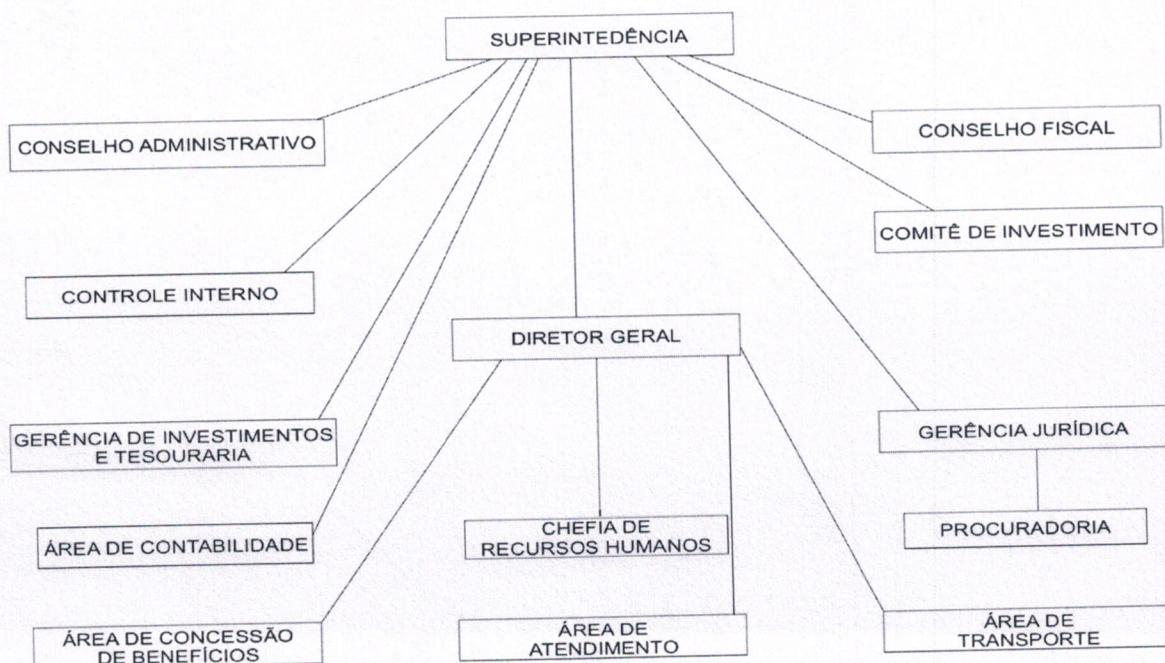 SUPERINTEDÊNCIA
CONSELHO ADMINISTRATIVO
CONSELHO FISCAL
COMITÊ DE INVESTIMENTO
CONTROLE INTERNO
DIRETOR GERAL
GERÊNCIA DE INVESTIMENTOS
E TESOURARIA
GERÊNCIA JURÍDICA
ÁREA DE CONTABILIDADE
CHEFIA DE
RECURSOS HUMANOS
PROCURADORIA
ÁREA DE CONCESSÃO
DE BENEFÍCIOS
ÁREA DE
ATENDIMENTO
ÁREA DE
TRANSPORTE